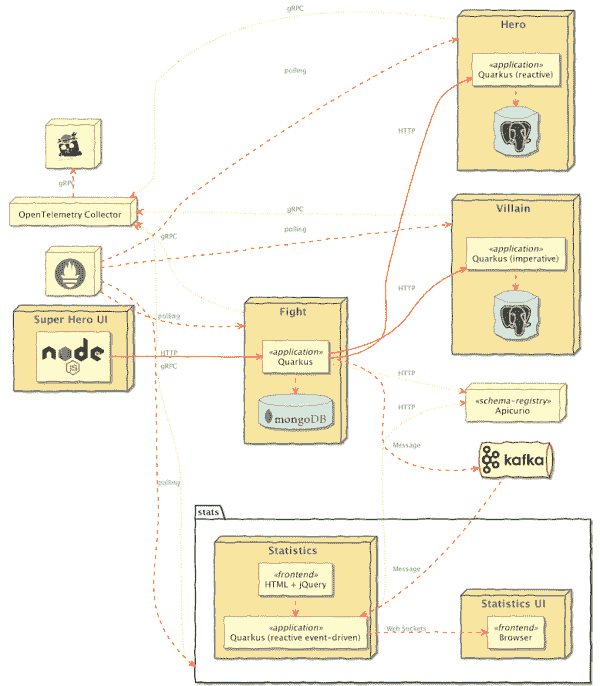 gRPC
Hero
«application»
Quarkus (reactive)
polling
HTTP
gRPC
OpenTelemetry Collector
gRPC
Villain
gRPC
polling
«application»
Quarkus (imperative)
HTTP
polling
Super Hero UI
node
JS
HTTP
gRPC
Fight
«application»
Quarkus
mongoDB
HTTP
HTTP
«schema-registry»
Apicurio
Message
kafka
polling
stats
Statistics
«frontend»
HTML + jQuery
Message
«application»
Quarkus (reactive event-driven)
Web Sockets
Statistics UI
«frontend»
Browser